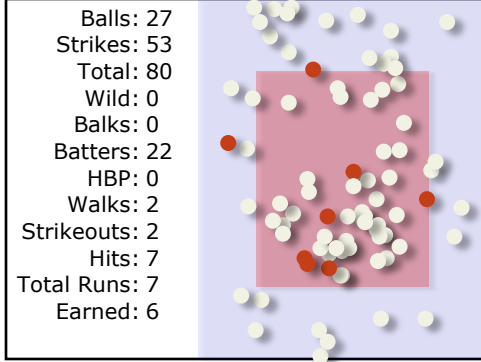 Balls: 27
Strikes: 53
Total: 80
Wild: 0
Balks: 0
Batters: 22
HBP: 0
Walks: 2
Strikeouts: 2
Hits: 7
Total Runs: 7
Earned: 6